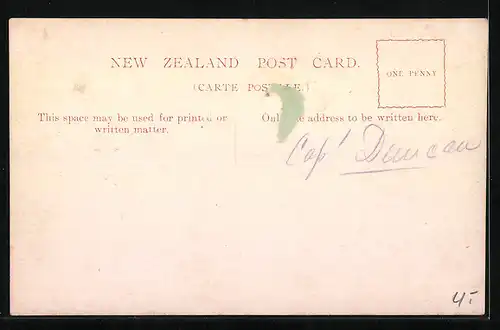 NEW ZEALAND POST CARD.
(CARTE POSTALE.)
ONE PENNY
This space may be used for printed or
written matter.
Only the address to be written here.
Cap' Duncan
4.-